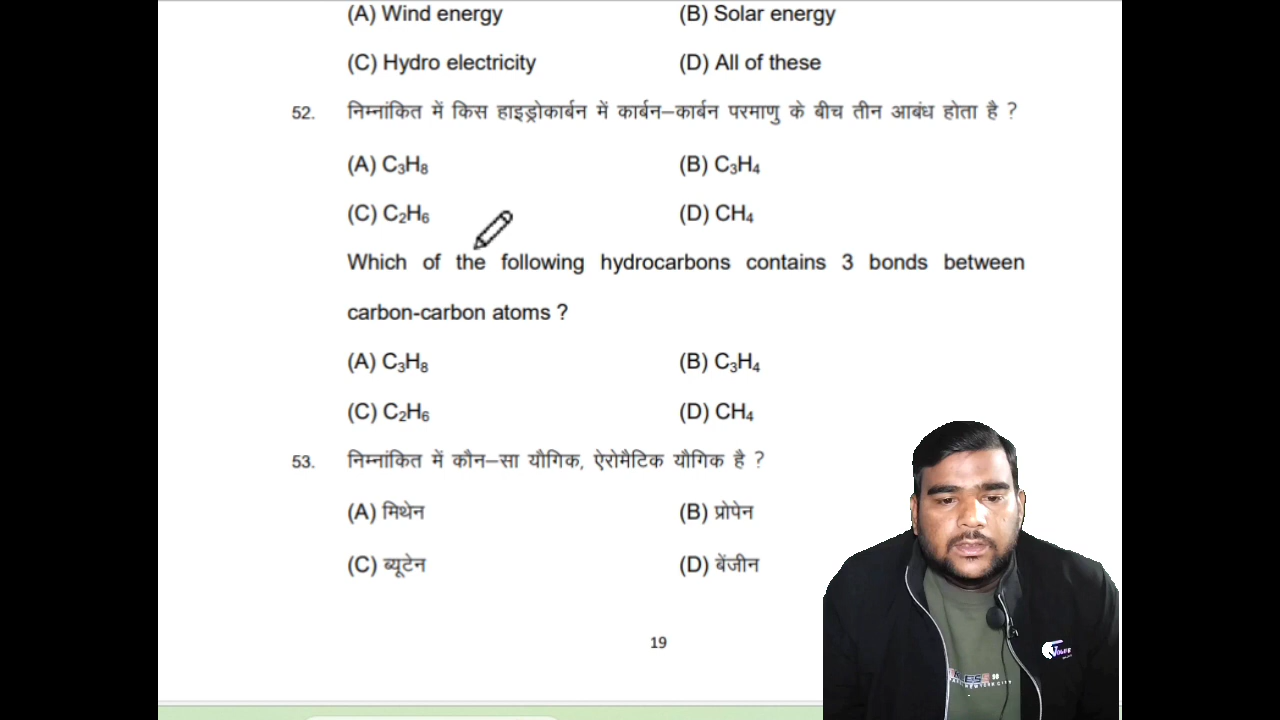 (A) Wind energy (B) Solar energy
(C) Hydro electricity (D) All of these
52. निम्नांकित में किस हाइड्रोकार्बन में कार्बन–कार्बन परमाणु के बीच तीन आबंध होता है ?
(A) C₃H₈ (B) C₃H₄
(C) C₂H₆ (D) CH₄
Which of the following hydrocarbons contains 3 bonds between
carbon-carbon atoms ?
(A) C₃H₈ (B) C₃H₄
(C) C₂H₆ (D) CH₄
53. निम्नांकित में कौन–सा यौगिक, ऐरोमैटिक यौगिक है ?
(A) मिथेन (B) प्रोपेन
(C) ब्यूटेन (D) बेंजीन
19